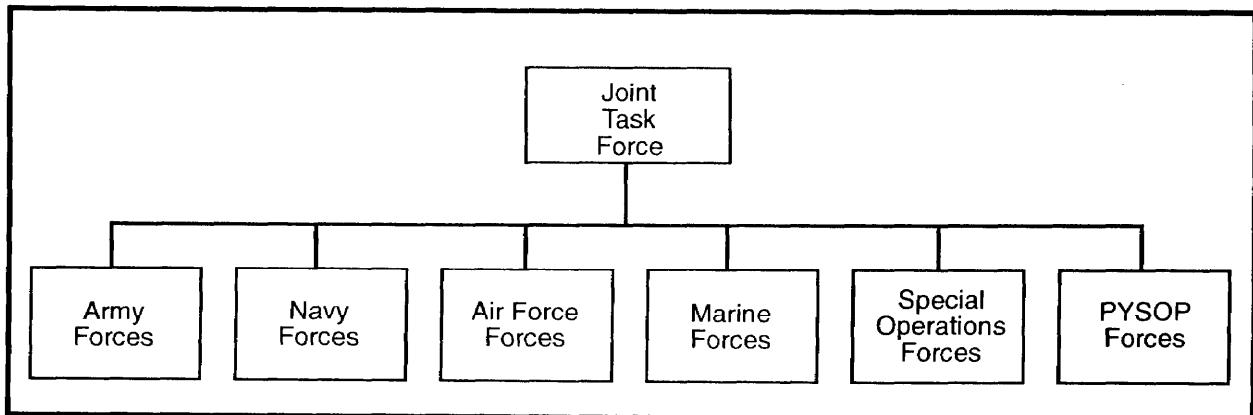 Joint
Task
Force
Army
Forces
Navy
Forces
Air Force
Forces
Marine
Forces
Special
Operations
Forces
PYSOP
Forces